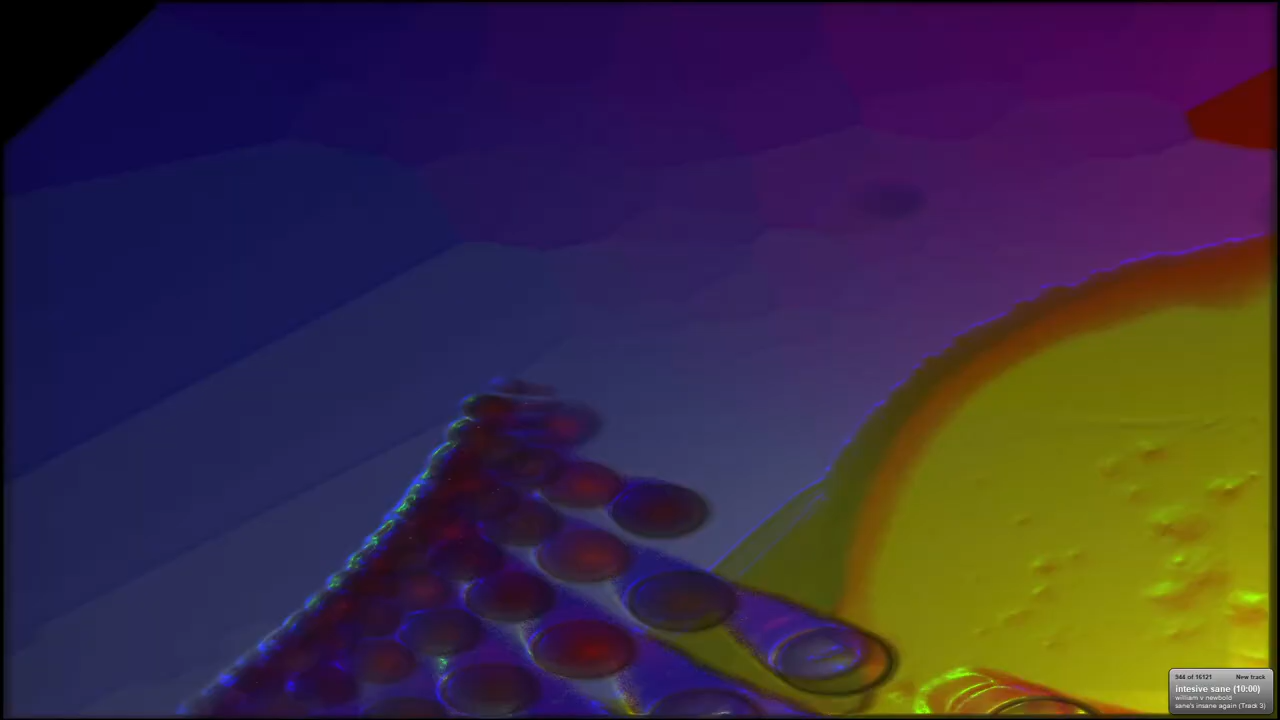 944 of 16121 New track
intesive sane (10:00)
william v newbold
sane's insane again (Track 3)